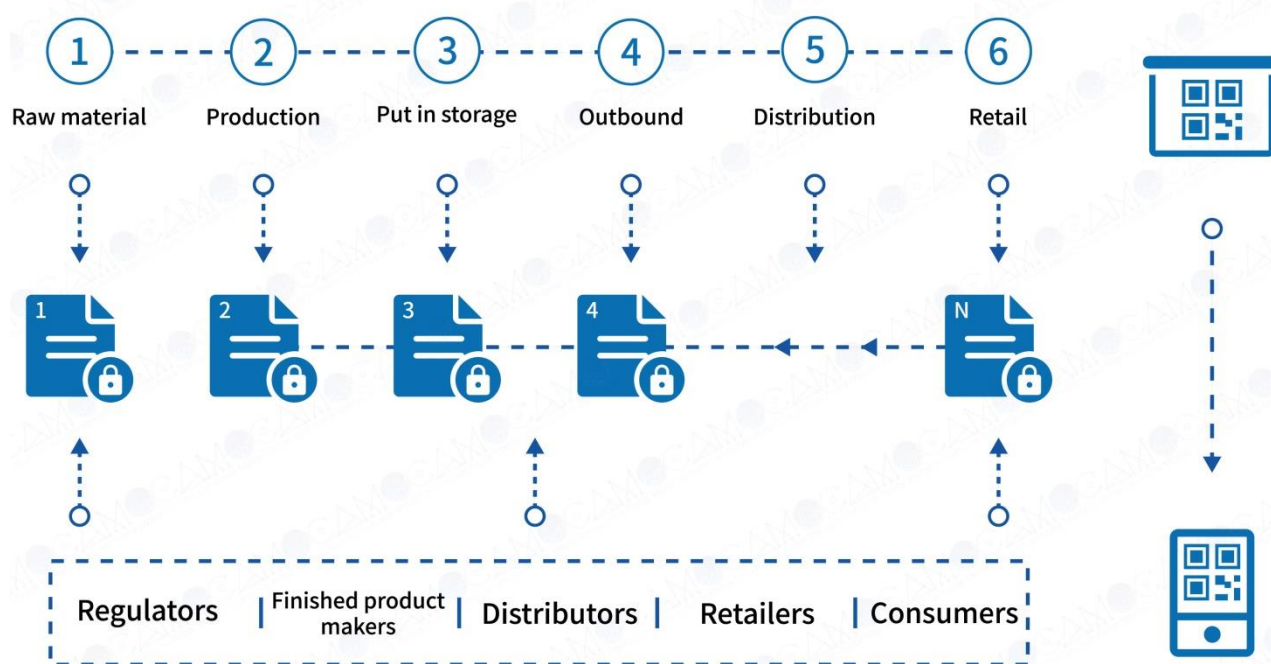 1
2
3
4
5
6
Raw material
Production
Put in storage
Outbound
Distribution
Retail
1
2
3
4
N
Regulators
Finished product
makers
Distributors
Retailers
Consumers